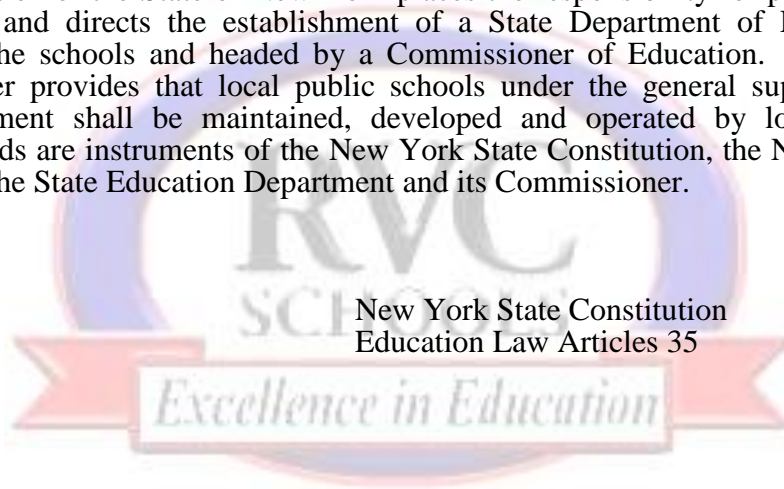 and directs the establishment of a State Department of
he schools and headed by a Commissioner of Education.
er provides that local public schools under the general sup
ment shall be maintained, developed and operated by lo
ds are instruments of the New York State Constitution, the N
he State Education Department and its Commissioner.
RVC
SCHOOLS
New York State Constitution
Education Law Articles 35
Excellence in Education